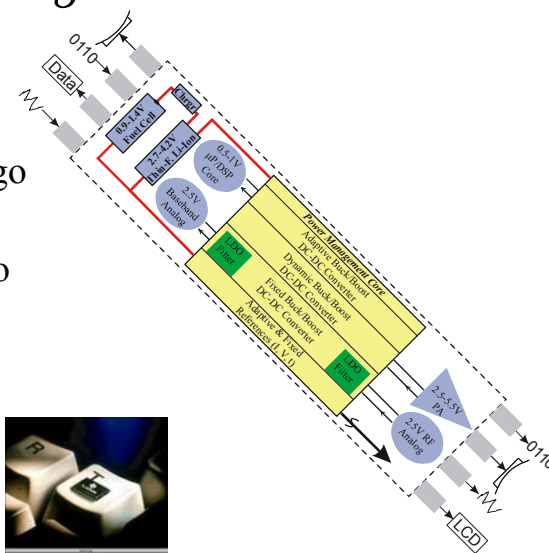 g
go
o
0110
Data
0.9-1.4V
Fuel Cell
Chrgr
2.7-4.2V
Thin-F. Li-Ion
0.5-1V
µP/DSP
Core
2.5V
Baseband
Analog
Power Management Core
Adaptive Buck/Boost
DC-DC Converter
Dynamic Buck/Boost
DC-DC Converter
Fixed Buck/Boost
DC-DC Converter
Adaptive & Fixed
References (I, V, t)
LDO
Filter
LDO
Filter
2.5-5.5V
PA
2.5V RF
Analog
0110
LCD
R
T